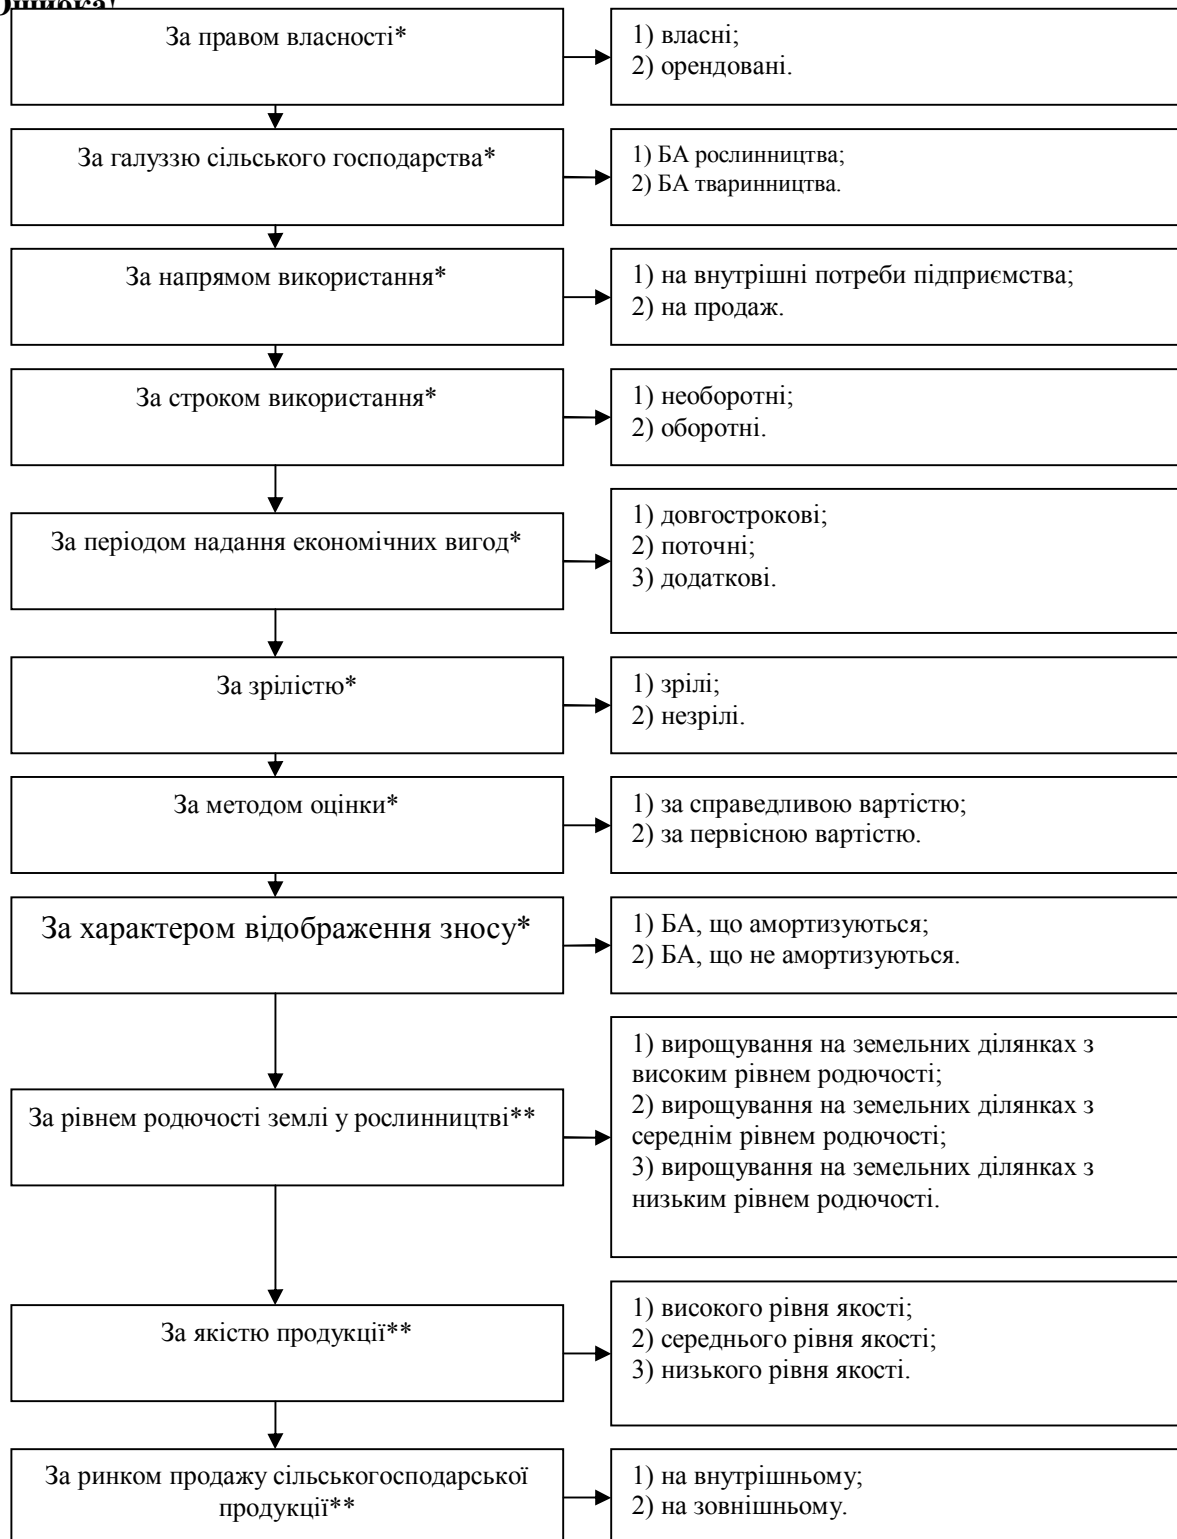 Ошибка!
За правом власності*
1) власні;
2) орендовані.
За галуззю сільського господарства*
1) БА рослинництва;
2) БА тваринництва.
За напрямом використання*
1) на внутрішні потреби підприємства;
2) на продаж.
За строком використання*
1) необоротні;
2) оборотні.
За періодом надання економічних вигод*
1) довгострокові;
2) поточні;
3) додаткові.
За зрілістю*
1) зрілі;
2) незрілі.
За методом оцінки*
1) за справедливою вартістю;
2) за первісною вартістю.
За характером відображення зносу*
1) БА, що амортизуються;
2) БА, що не амортизуються.
За рівнем родючості землі у рослинництві**
1) вирощування на земельних ділянках з
високим рівнем родючості;
2) вирощування на земельних ділянках з
середнім рівнем родючості;
3) вирощування на земельних ділянках з
низьким рівнем родючості.
За якістю продукції**
1) високого рівня якості;
2) середнього рівня якості;
3) низького рівня якості.
За ринком продажу сільськогосподарської
продукції**
1) на внутрішньому;
2) на зовнішньому.